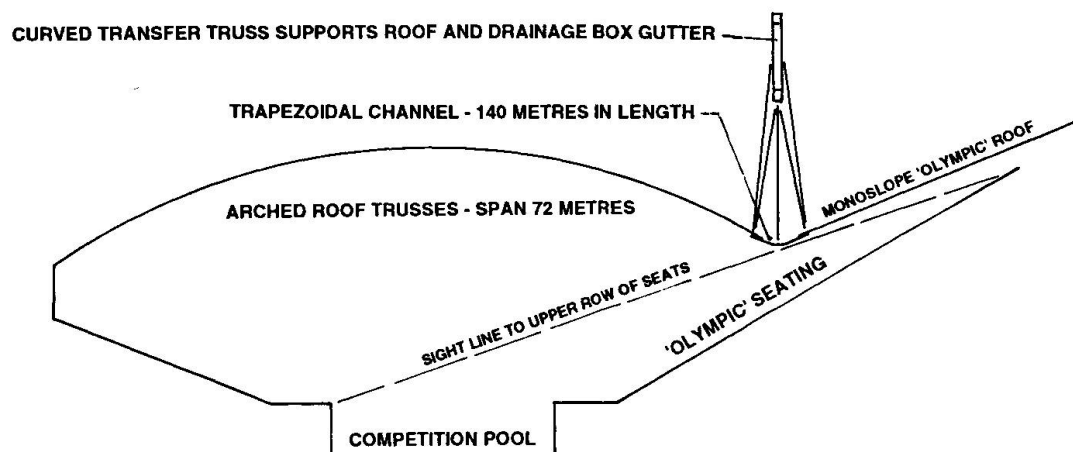 CURVED TRANSFER TRUSS SUPPORTS ROOF AND DRAINAGE BOX GUTTER
TRAPEZOIDAL CHANNEL - 140 METRES IN LENGTH
MONOSLOPE 'OLYMPIC' ROOF
ARCHED ROOF TRUSSES - SPAN 72 METRES
SIGHT LINE TO UPPER ROW OF SEATS
'OLYMPIC' SEATING
COMPETITION POOL